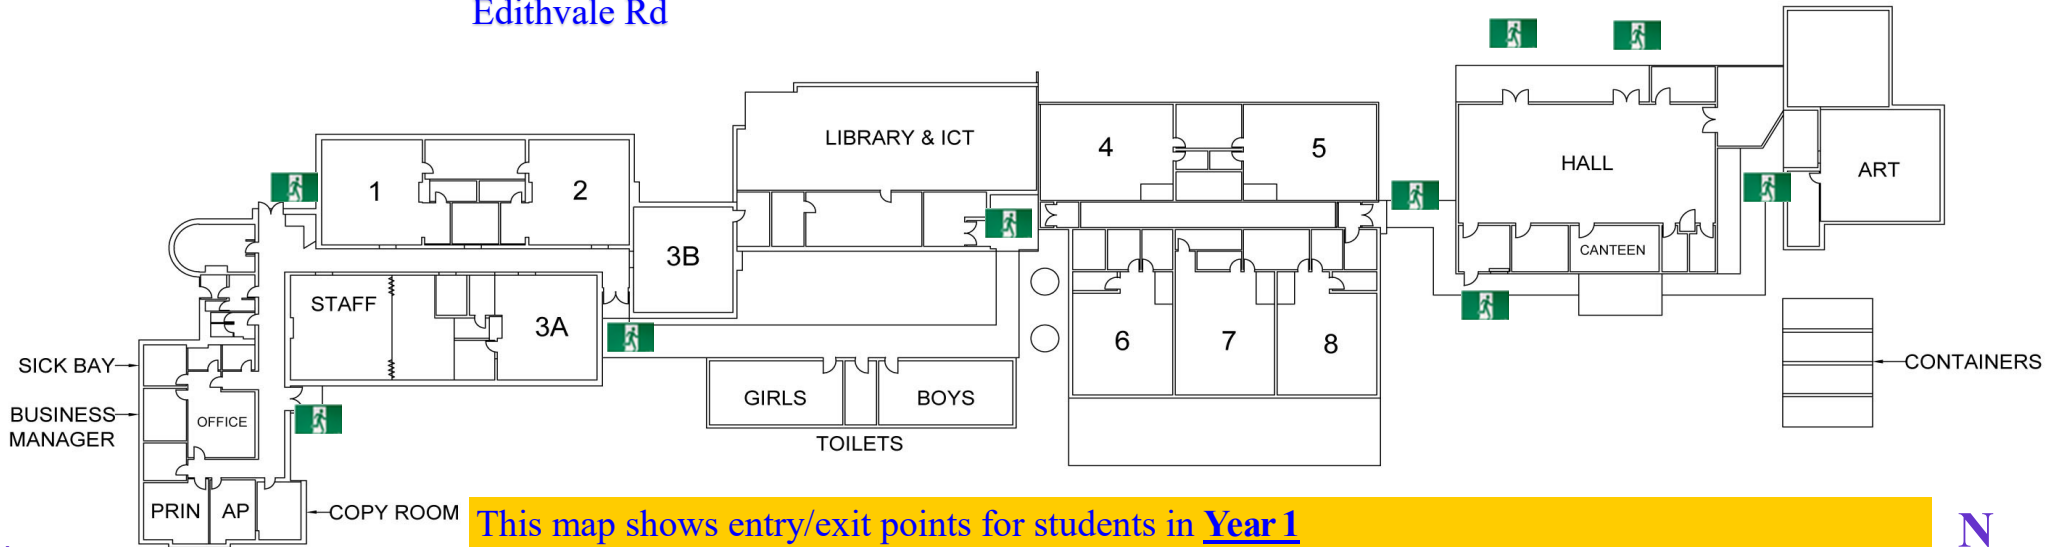 Edithvale Rd
LIBRARY & ICT
4
5
HALL
ART
1
2
3B
CANTEEN
STAFF
3A
6
7
8
SICK BAY
CONTAINERS
BUSINESS
MANAGER
OFFICE
GIRLS
BOYS
TOILETS
PRIN
AP
COPY ROOM
This map shows entry/exit points for students in Year 1
N